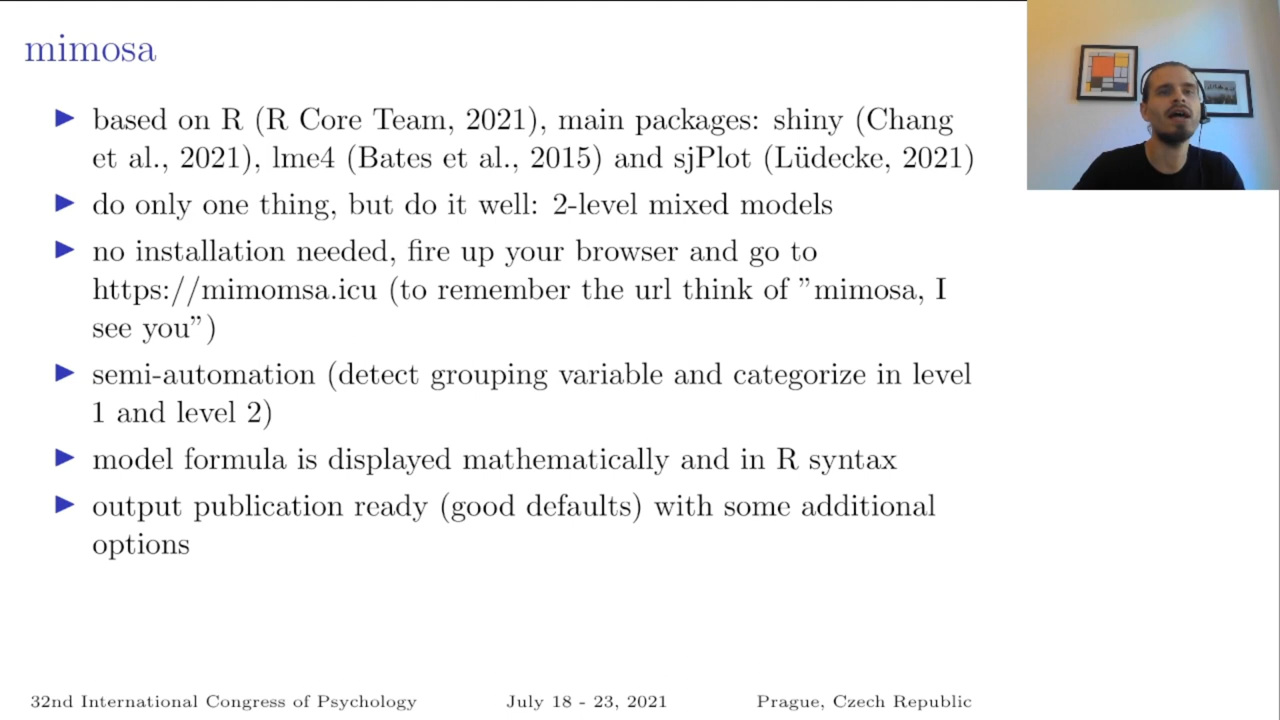 mimosa
▶ based on R (R Core Team, 2021), main packages: shiny (Chang
et al., 2021), lme4 (Bates et al., 2015) and sjPlot (Lüdecke, 2021)
▶ do only one thing, but do it well: 2-level mixed models
▶ no installation needed, fire up your browser and go to
https://mimomsa.icu (to remember the url think of ”mimosa, I
see you”)
▶ semi-automation (detect grouping variable and categorize in level
1 and level 2)
▶ model formula is displayed mathematically and in R syntax
▶ output publication ready (good defaults) with some additional
options
32nd International Congress of Psychology July 18 - 23, 2021 Prague, Czech Republic